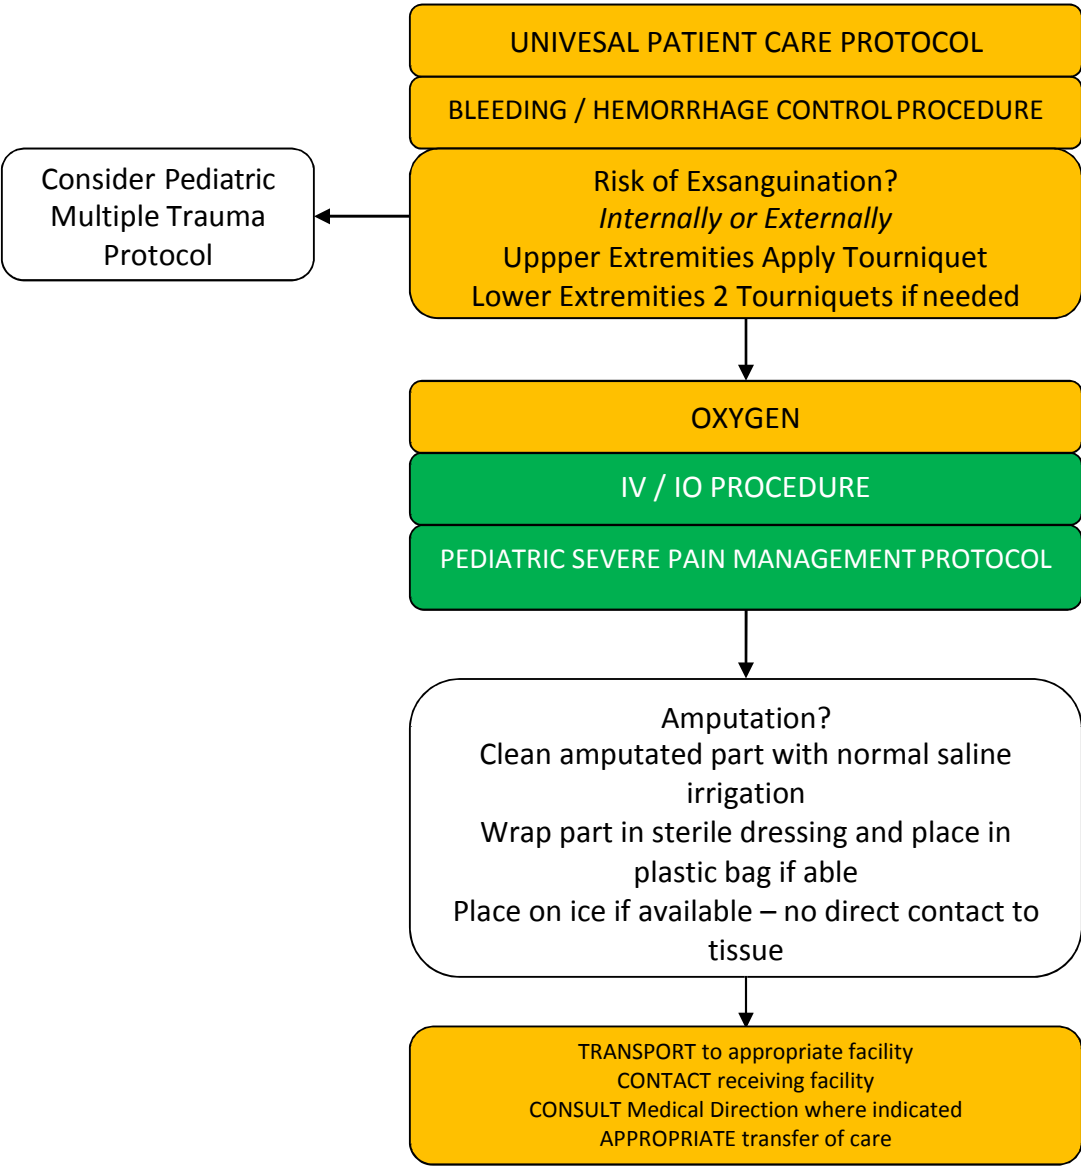 UNIVESAL PATIENT CARE PROTOCOL
BLEEDING / HEMORRHAGE CONTROL PROCEDURE
Consider Pediatric
Multiple Trauma
Protocol
Risk of Exsanguination?
Internally or Externally
Uppper Extremities Apply Tourniquet
Lower Extremities 2 Tourniquets if needed
OXYGEN
IV / IO PROCEDURE
PEDIATRIC SEVERE PAIN MANAGEMENT PROTOCOL
Amputation?
Clean amputated part with normal saline
irrigation
Wrap part in sterile dressing and place in
plastic bag if able
Place on ice if available – no direct contact to
tissue
TRANSPORT to appropriate facility
CONTACT receiving facility
CONSULT Medical Direction where indicated
APPROPRIATE transfer of care